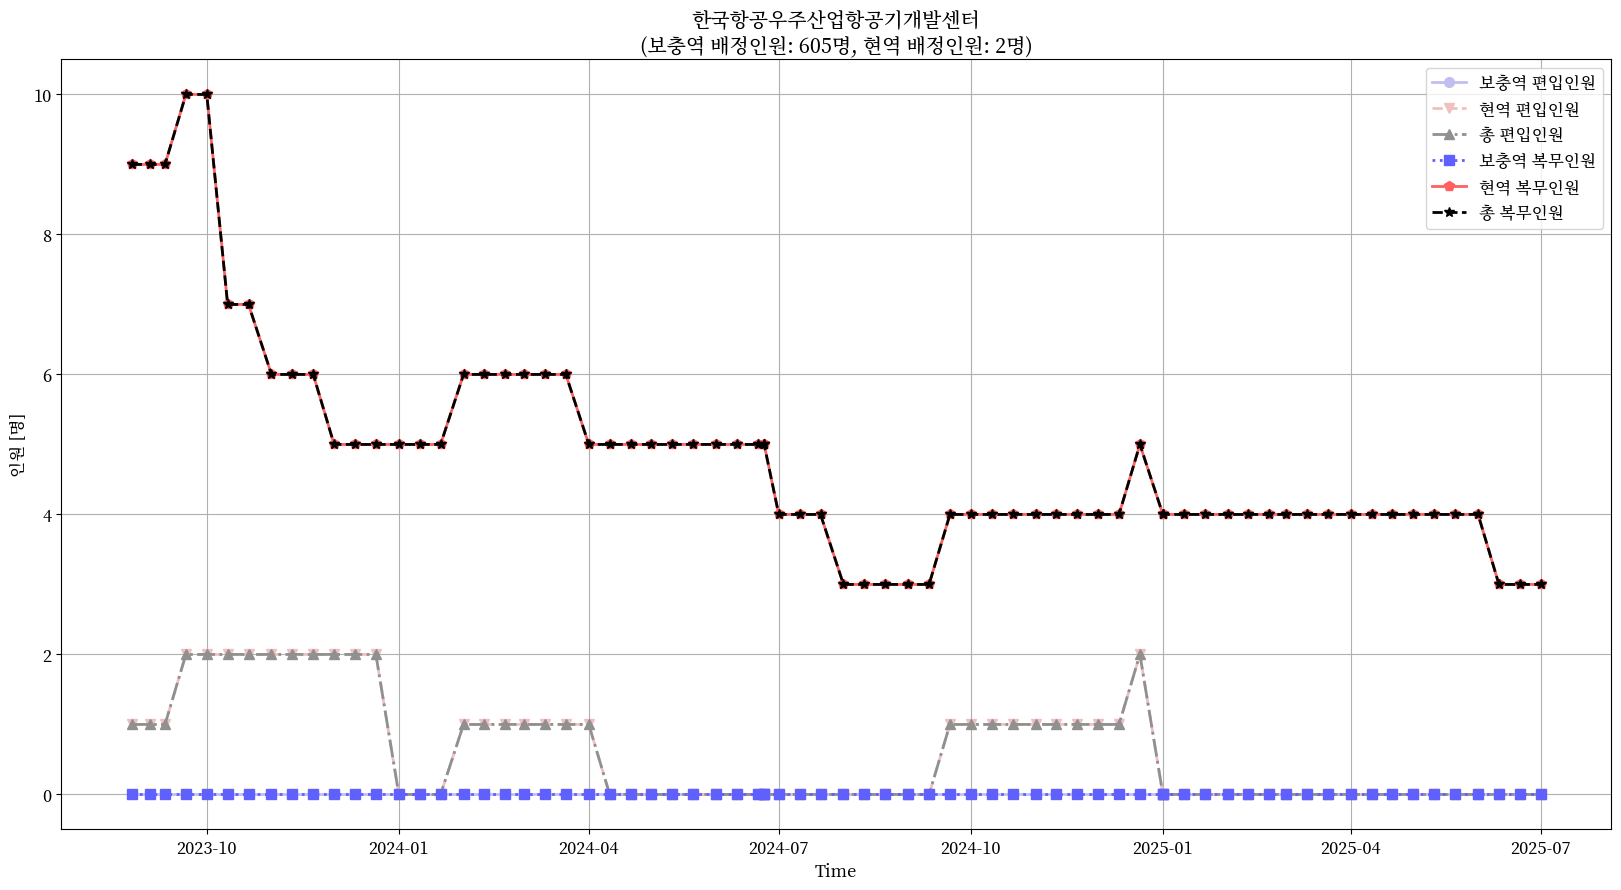 한국항공우주산업항공기개발센터
(보충역 배정인원: 605명, 현역 배정인원: 2명)
보충역 편입인원
현역 편입인원
총 편입인원
보충역 복무인원
현역 복무인원
총 복무인원
인원 [명]
10
8
6
4
2
0
2023-10
2024-01
2024-04
2024-07
2024-10
2025-01
2025-04
2025-07
Time